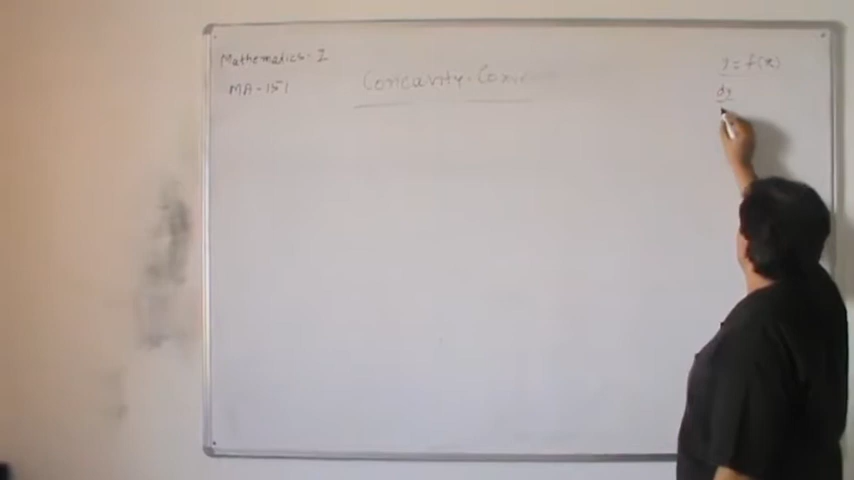 Mathematics-I
MA-151
Concavity-
y = f(x)
dy